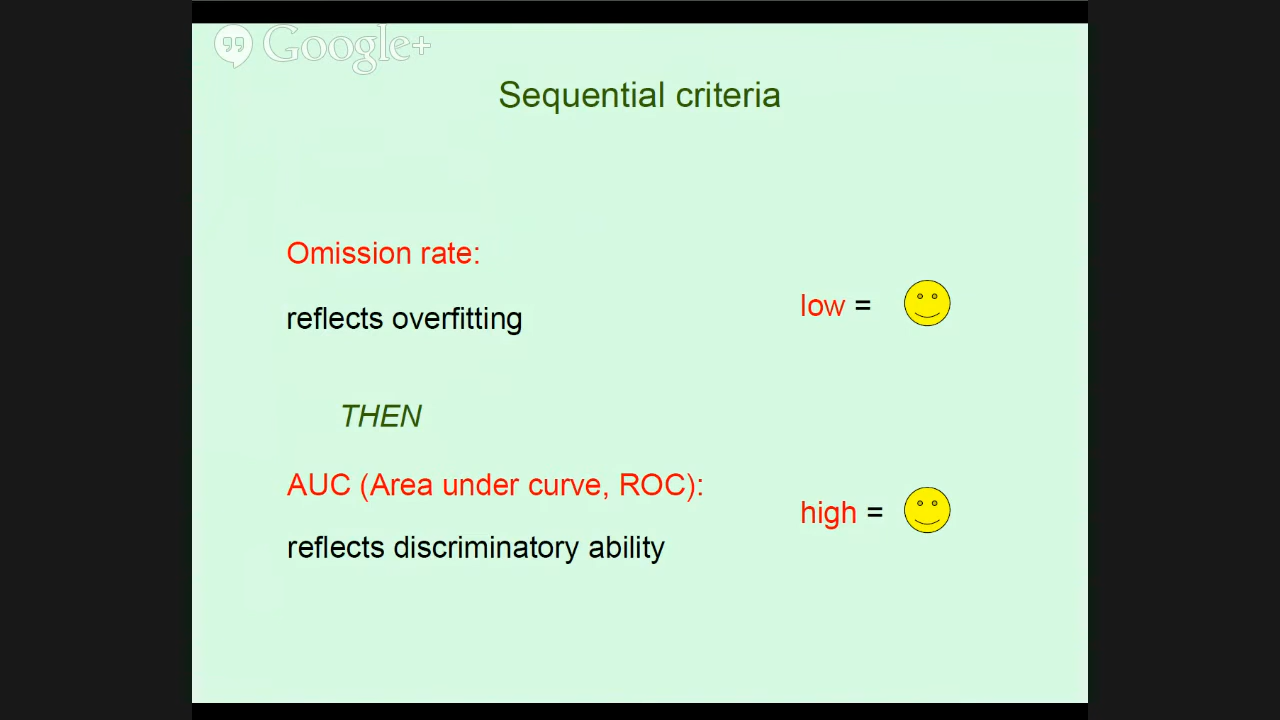 Google+
Sequential criteria
Omission rate:
reflects overfitting
low =
THEN
AUC (Area under curve, ROC):
high =
reflects discriminatory ability